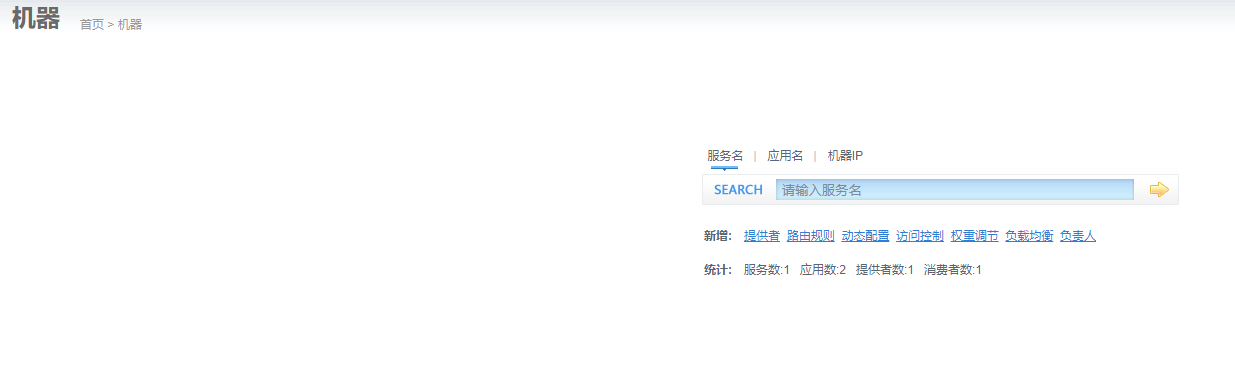 机器 首页 > 机器
服务名 | 应用名 | 机器IP
SEARCH 请输入服务名
新增: 提供者 路由规则 动态配置 访问控制 权重调节 负载均衡 负责人
统计: 服务数:1 应用数:2 提供者数:1 消费者数:1